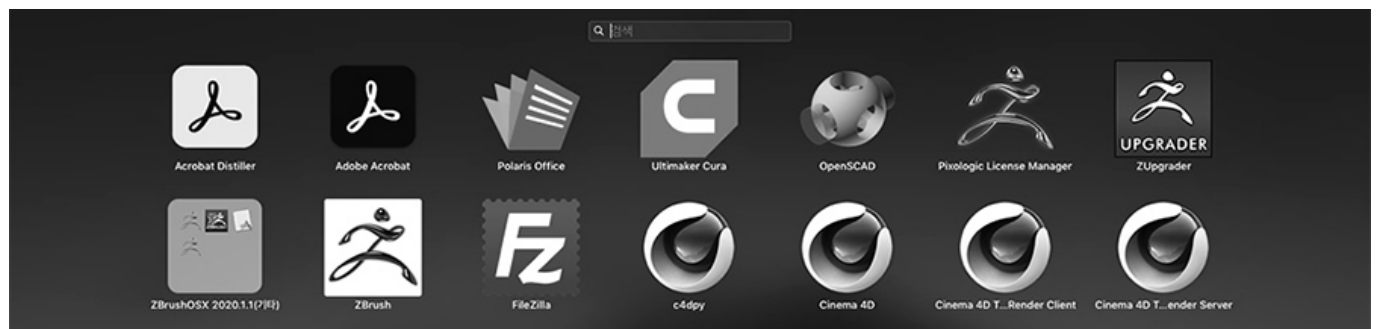 검색
Acrobat Distiller
Adobe Acrobat
Polaris Office
Ultimaker Cura
OpenSCAD
Pixologic License Manager
UPGRADER
ZUpgrader
ZBrushOSX 2020.1.1(기타)
ZBrush
FZ
FileZilla
c4dpy
Cinema 4D
Cinema 4D T...Render Client
Cinema 4D T...ender Server